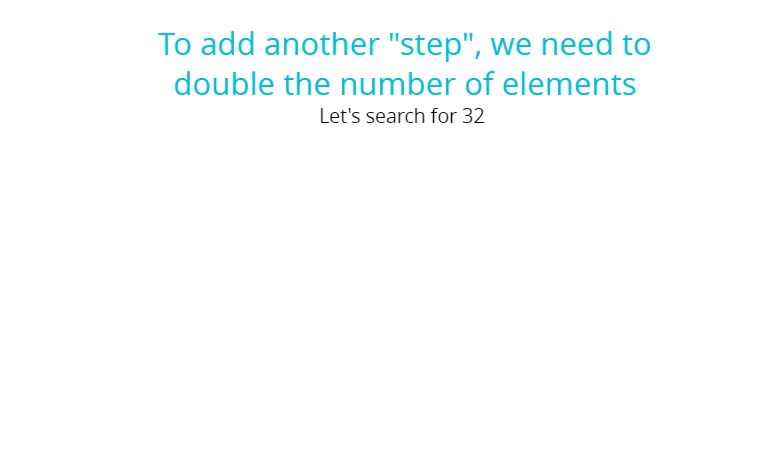 To add another "step", we need to
double the number of elements
Let's search for 32